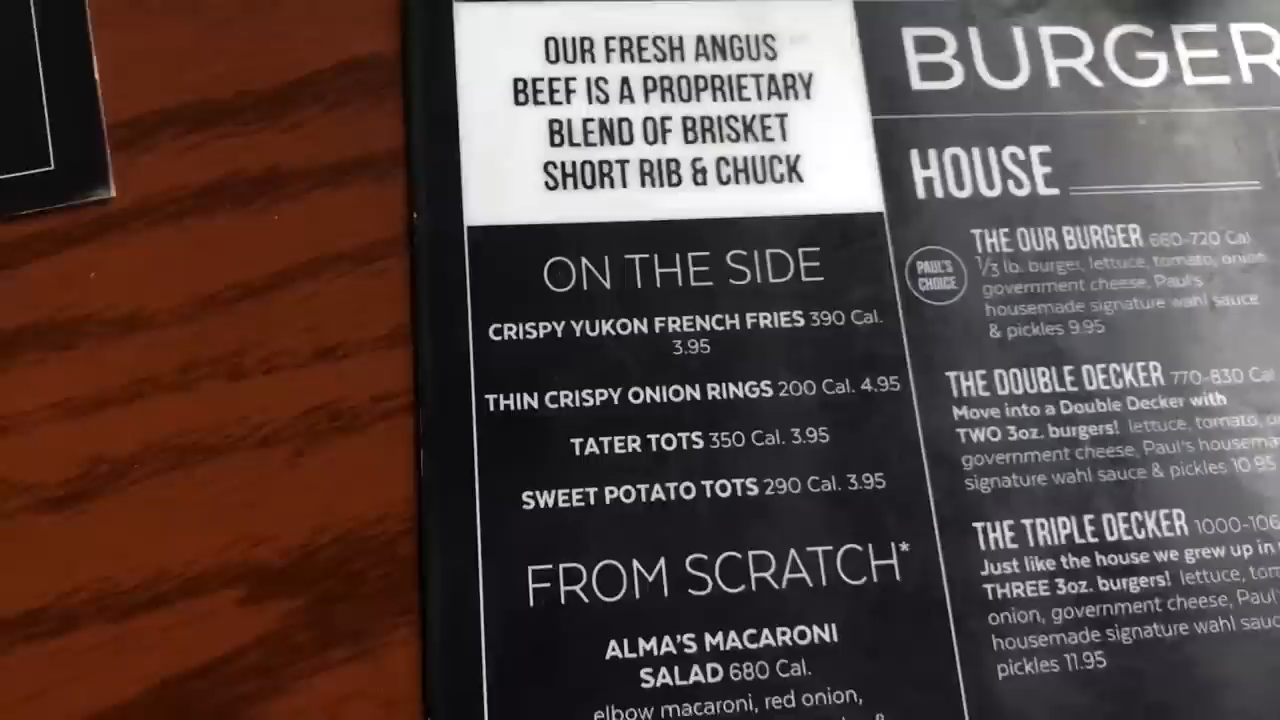 OUR FRESH ANGUS
BEEF IS A PROPRIETARY
BLEND OF BRISKET
SHORT RIB & CHUCK
ON THE SIDE
CRISPY YUKON FRENCH FRIES 390 Cal.
3.95
THIN CRISPY ONION RINGS 200 Cal. 4.95
TATER TOTS 350 Cal. 3.95
SWEET POTATO TOTS 290 Cal. 3.95
FROM SCRATCH*
ALMA'S MACARONI
SALAD 680 Cal.
elbow macaroni, red onion,
BURGER
HOUSE
PAUL'S
CHOICE
THE OUR BURGER 660-720 Cal
1/3 lb. burger, lettuce, tomato, onion
government cheese, Paul's
housemade signature wahl sauce
& pickles 9.95
THE DOUBLE DECKER 770-830 Cal
Move into a Double Decker with
TWO 3oz. burgers! lettuce, tomato,
government cheese, Paul's housema
signature wahl sauce & pickles 10.95
THE TRIPLE DECKER 1000-106
Just like the house we grew up in
THREE 3oz. burgers! lettuce, tom
onion, government cheese, Paul'
housemade signature wahl sauc
pickles 11.95